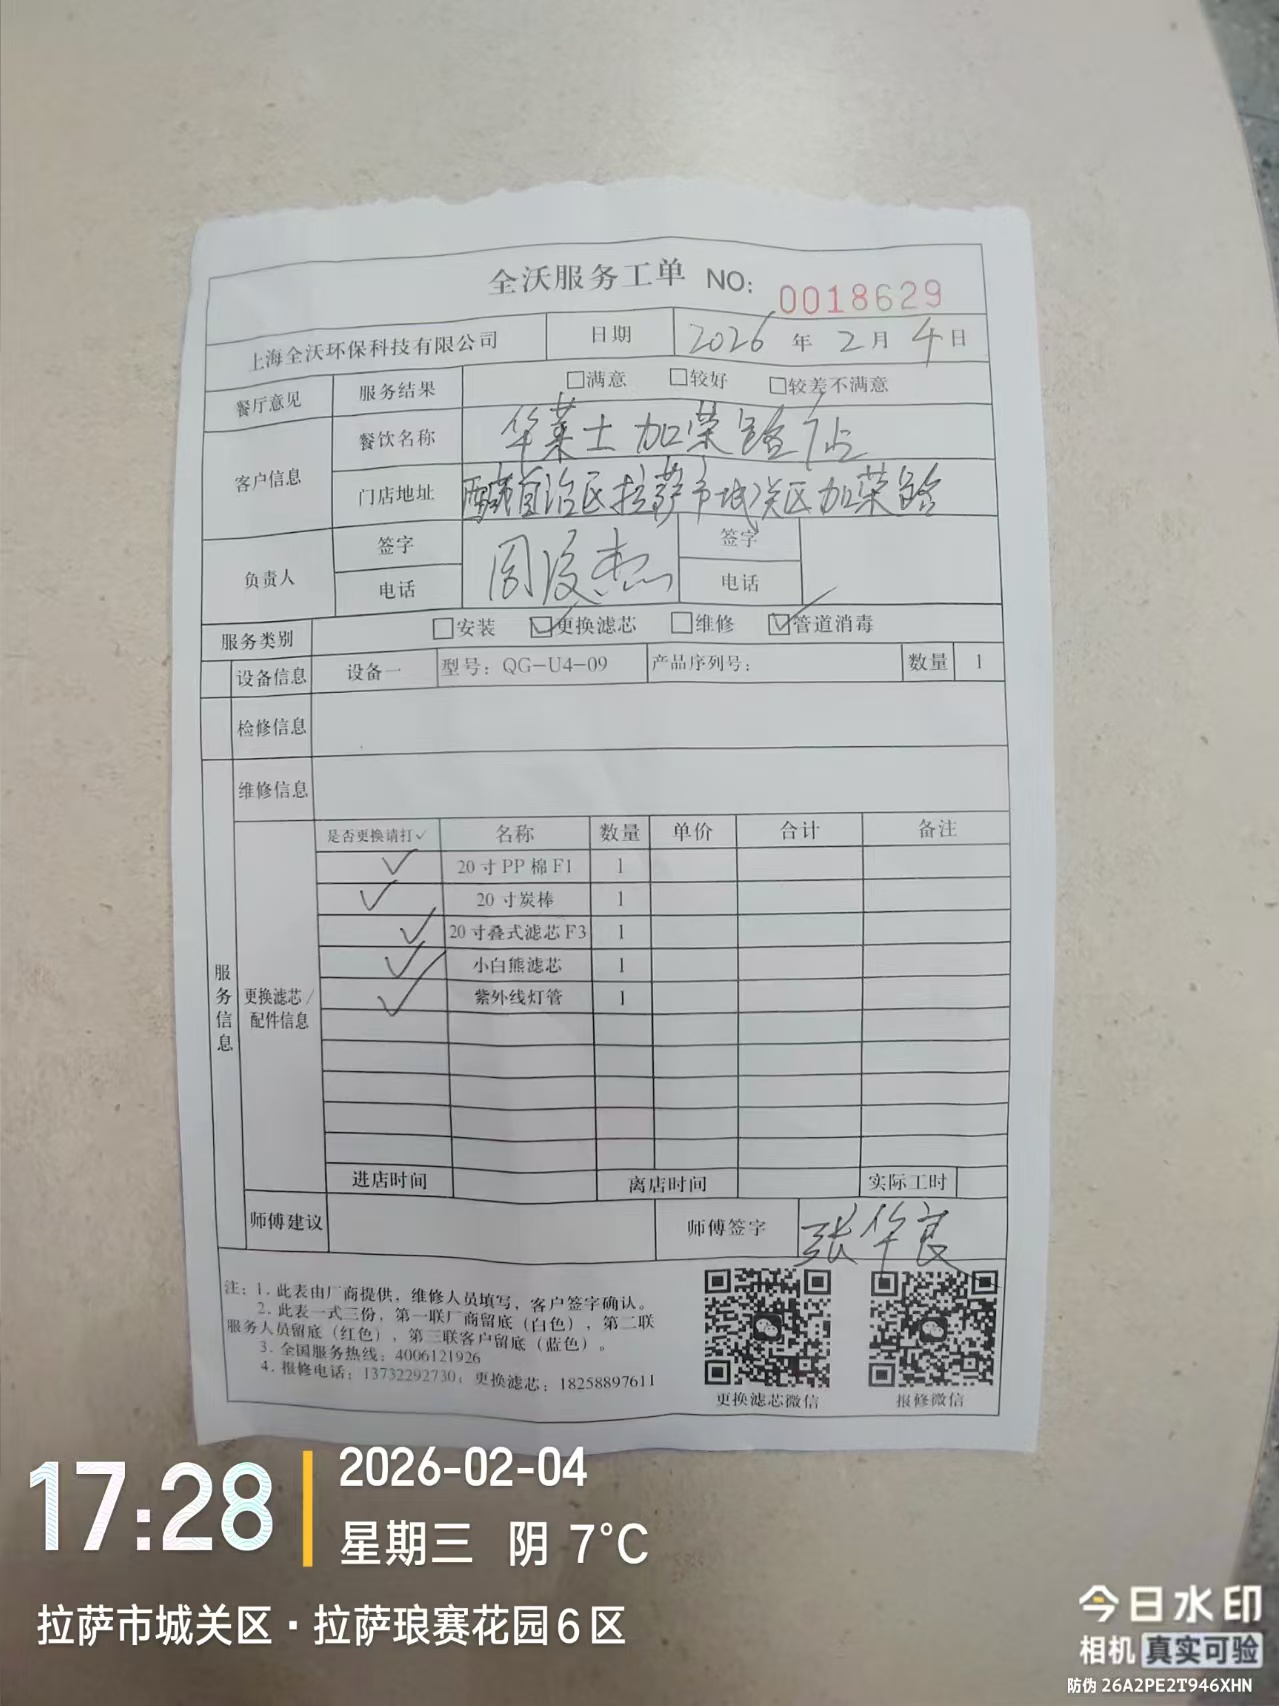 全沃服务工单 NO: 0018629
上海全沃环保科技有限公司 日期 2026 年 2 月 4 日
餐厅意见 服务结果 □满意 □较好 □较差不满意
客户信息 餐饮名称 华莱士加荣路店
门店地址 西藏自治区拉萨市城关区加荣路
负责人 签字 周俊杰 签字
电话 电话
服务类别 □安装 ☑更换滤芯 □维修 ☑管道消毒
设备信息 设备一 型号：QG-U4-09 产品序列号： 数量 1
检修信息
维修信息
服务信息
更换滤芯/配件信息
是否更换请打✓ 名称 数量 单价 合计 备注
✓ 20寸PP棉F1 1
✓ 20寸炭棒 1
✓ 20寸叠式滤芯F3 1
✓ 小白熊滤芯 1
✓ 紫外线灯管 1
进店时间 离店时间 实际工时
师傅建议 师傅签字 张华良
注：1. 此表由厂商提供，维修人员填写，客户签字确认。
2. 此表一式三份，第一联厂商留底（白色），第二联
服务人员留底（红色），第三联客户留底（蓝色）。
3. 全国服务热线：4006121926
4. 报修电话：13732292730；更换滤芯：18258897611
更换滤芯微信 报修微信
17:28 2026-02-04
星期三 阴 7°C
拉萨市城关区·拉萨琅赛花园6区
今日水印
相机 真实可验
防伪 26A2PE2T946XHN